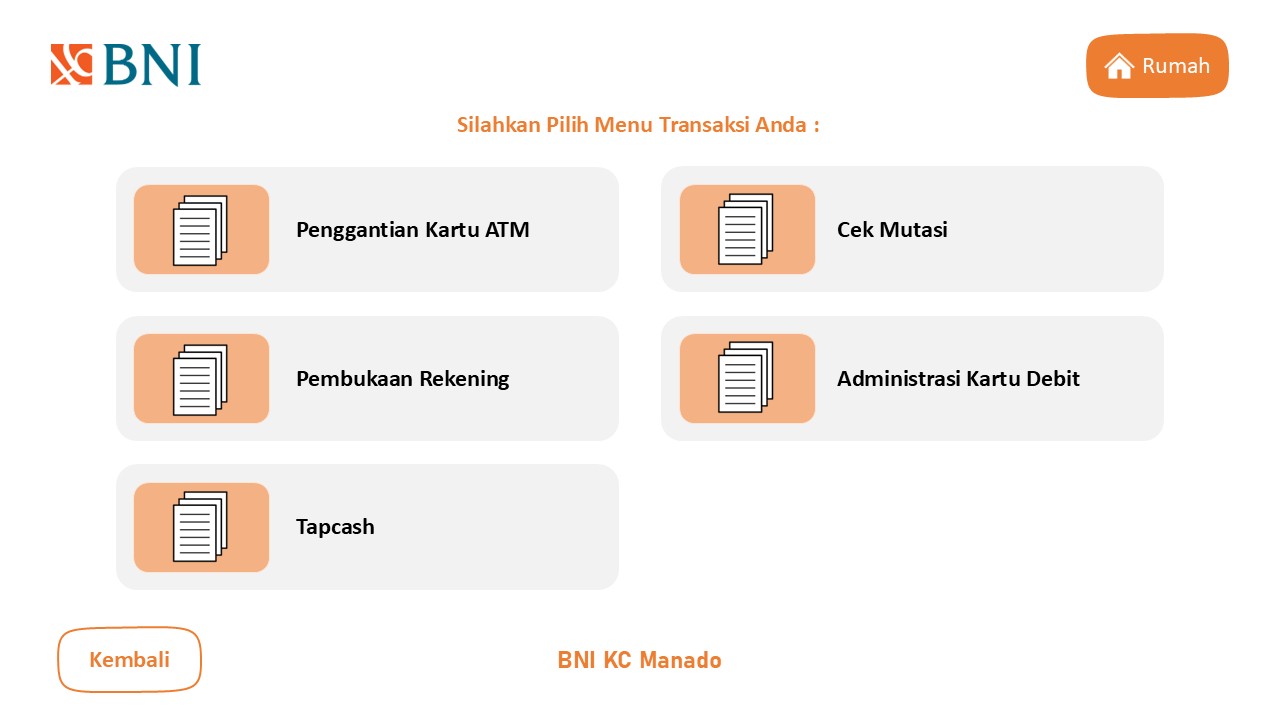 BNI
Rumah
Silahkan Pilih Menu Transaksi Anda :
Penggantian Kartu ATM
Cek Mutasi
Pembukaan Rekening
Administrasi Kartu Debit
Tapcash
Kembali
BNI KC Manado